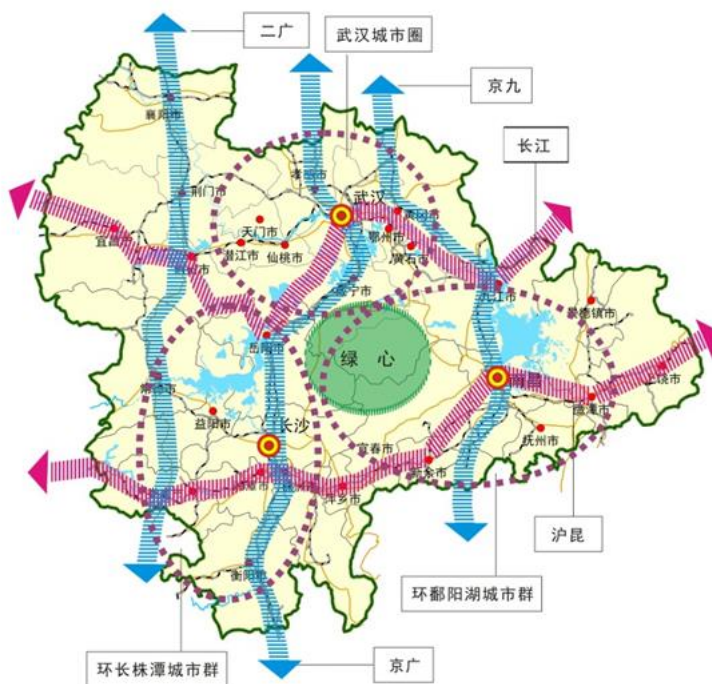 二广
武汉城市圈
京九
长江
襄阳市
荆门市
孝感市
武汉
黄冈市
宜昌市
天门市
鄂州市
黄石市
潜江市
仙桃市
荆州市
咸宁市
九江市
景德镇市
岳阳市
绿心
常德市
南昌
上饶市
鹰潭市
益阳市
长沙
抚州市
宜春市
新余市
湘潭市
萍乡市
沪昆
衡阳市
环鄱阳湖城市群
环长株潭城市群
京广